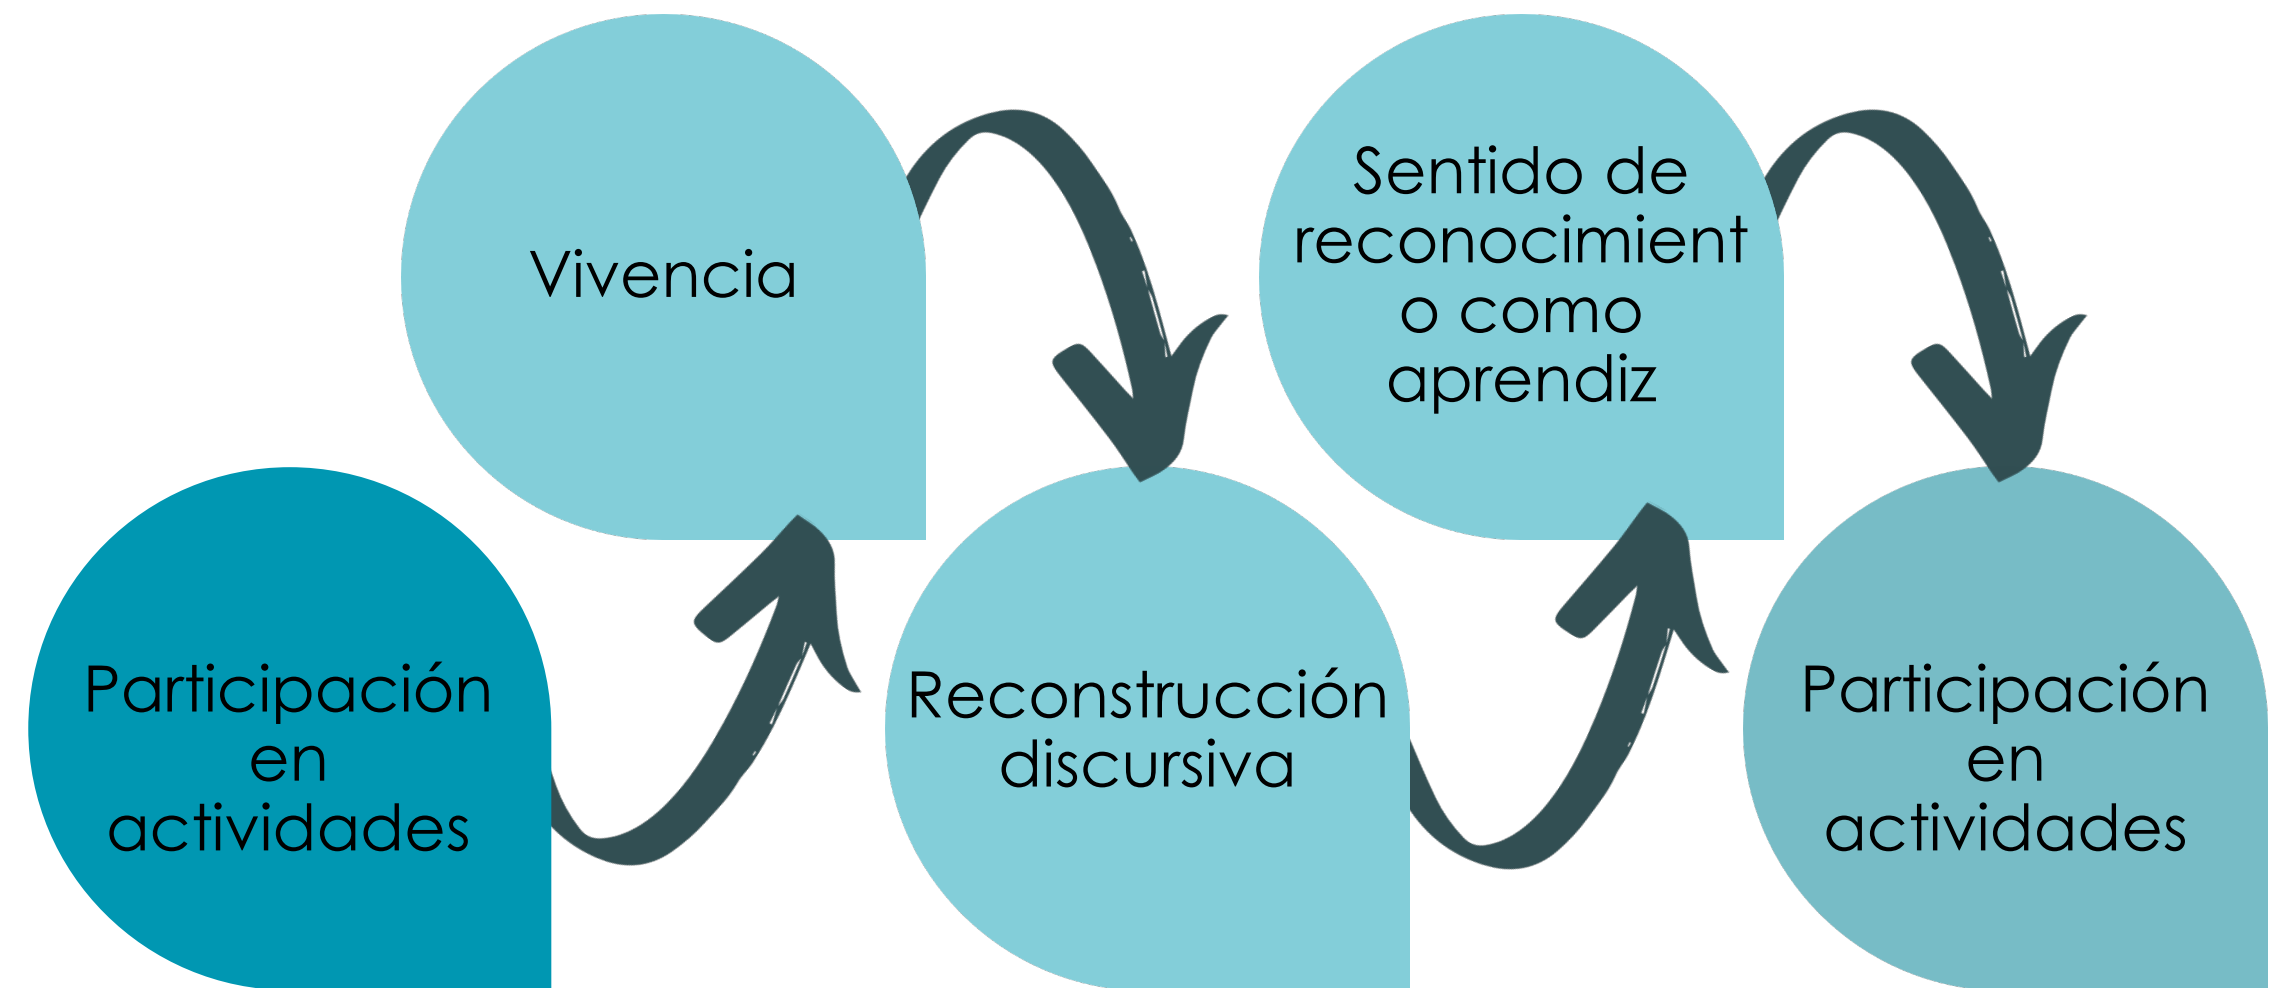 Participación
en
actividades
Vivencia
Reconstrucción
discursiva
Sentido de
reconocimient
o como
aprendiz
Participación
en
actividades